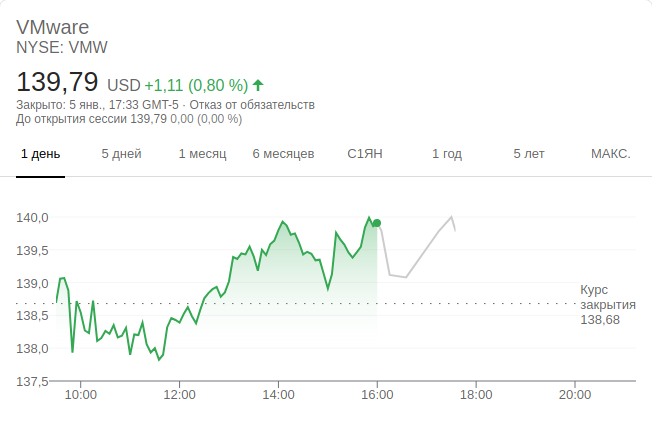 VMware
NYSE: VMW
139,79 USD +1,11 (0,80 %)
Закрыто: 5 янв., 17:33 GMT-5 · Отказ от обязательств
До открытия сессии 139,79 0,00 (0,00 %)
1 день 5 дней 1 месяц 6 месяцев С1ЯН 1 год 5 лет МАКС.
140,0
139,5
139,0
Курс
закрытия
138,68
138,5
138,0
137,5
10:00 12:00 14:00 16:00 18:00 20:00